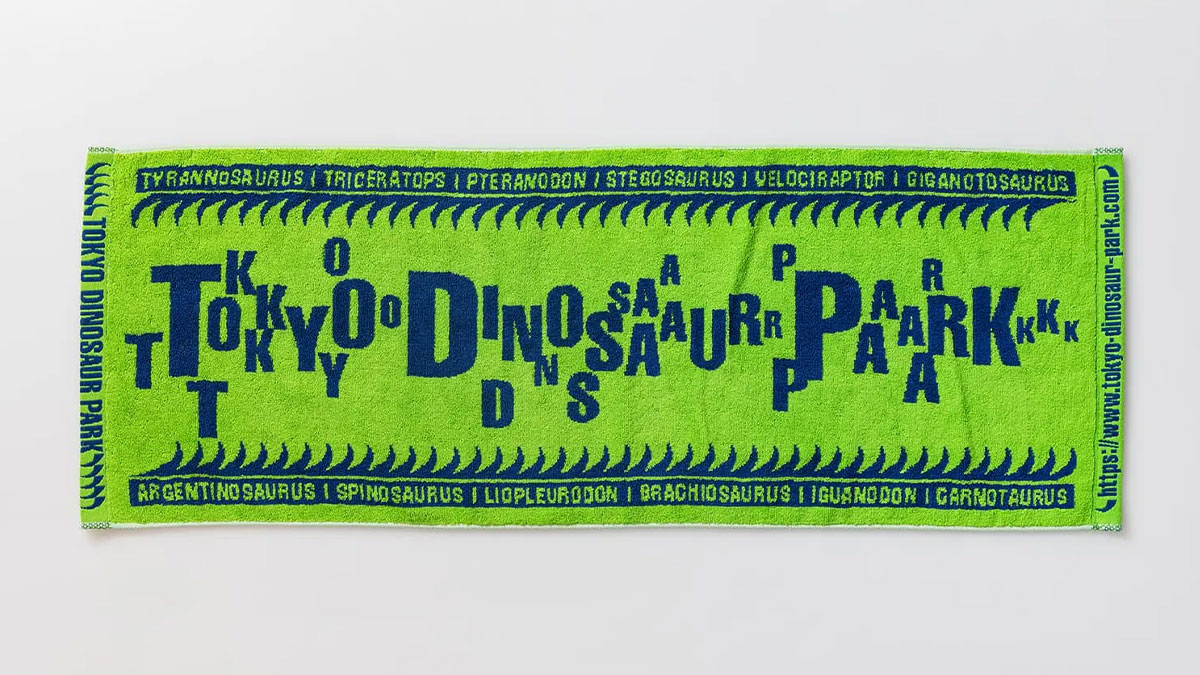 TYRANNOSAURUS | TRICERATOPS | PTERANODON | STEGOSAURUS | VELOCIRAPTOR | GIGANOTOSAURUS
TOKYO DINOSAUR PARK
TTTOKKKYYOOODDINNOSSSAAAAURRPPPAAARARKKKK
https://www.tokyo-dinosaur-park.com
ARGENTINOSAURUS | SPINOSAURUS | LIOPLEURODON | BRACHIOSAURUS | IGUANODON | CARNOTAURUS